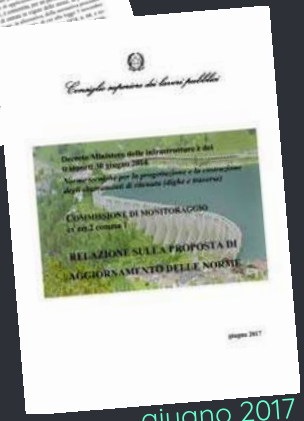 Consiglio superiore dei lavori pubblici
Decreto Ministero delle infrastrutture e dei
trasporti 26 giugno 2014
Norme tecniche per la progettazione e la costruzione
degli sbarramenti di ritenuta (dighe e traverse)
COMMISSIONE DI MONITORAGGIO
ex art.2 comma 1
RELAZIONE SULLA PROPOSTA DI
AGGIORNAMENTO DELLE NORME
giugno 2017
giugno 2017